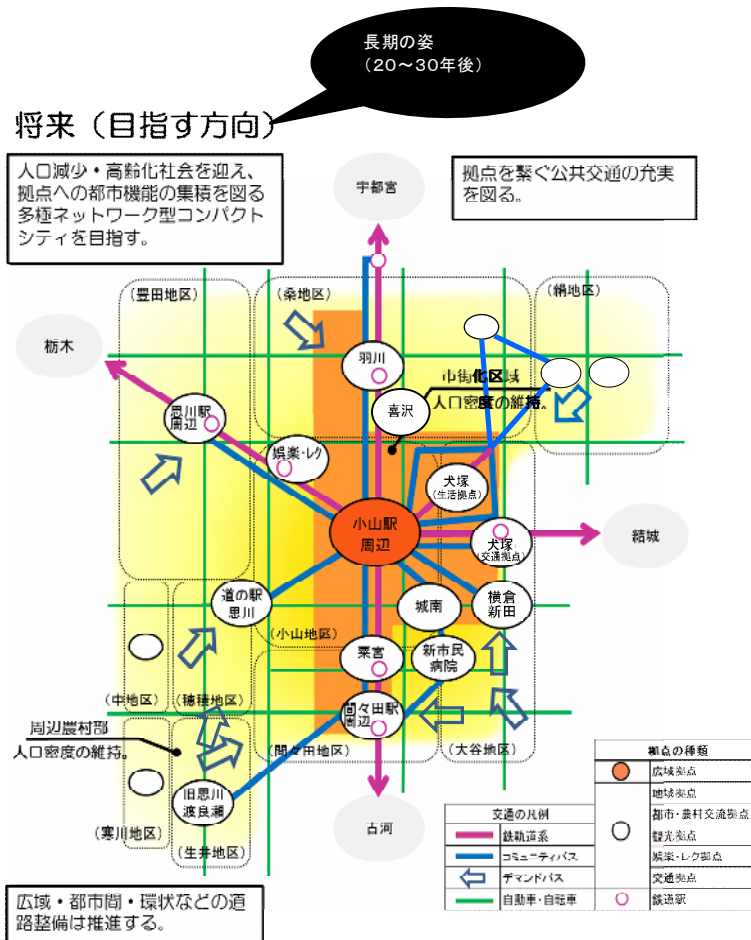 長期の姿
（20～30年後）
将来（目指す方向）
人口減少・高齢化社会を迎え、
拠点への都市機能の集積を図る
多極ネットワーク型コンパクト
シティを目指す。
拠点を繋ぐ公共交通の充実
を図る。
宇都宮
（豊田地区）
（桑地区）
（絹地区）
栃木
羽川
市街化区域
人口密度の維持。
喜沢
思川駅
周辺
娯楽・レク
犬塚
（生活拠点）
小山駅
周辺
犬塚
（交通拠点）
結城
道の駅
思川
城南
横倉
新田
（小山地区）
粟宮
新市民
病院
（中地区）
（穂積地区）
間々田駅
周辺
周辺農村部
人口密度の維持。
（間々田地区）
（大谷地区）
旧思川
渡良瀬
（寒川地区）
（生井地区）
古河
拠点の種類
広域拠点
地域拠点
都市・農村交流拠点
観光拠点
娯楽・レク拠点
交通拠点
鉄道駅
交通の凡例
鉄軌道系
コミュニティバス
デマンドバス
自動車・自転車
広域・都市間・環状などの道
路整備は推進する。